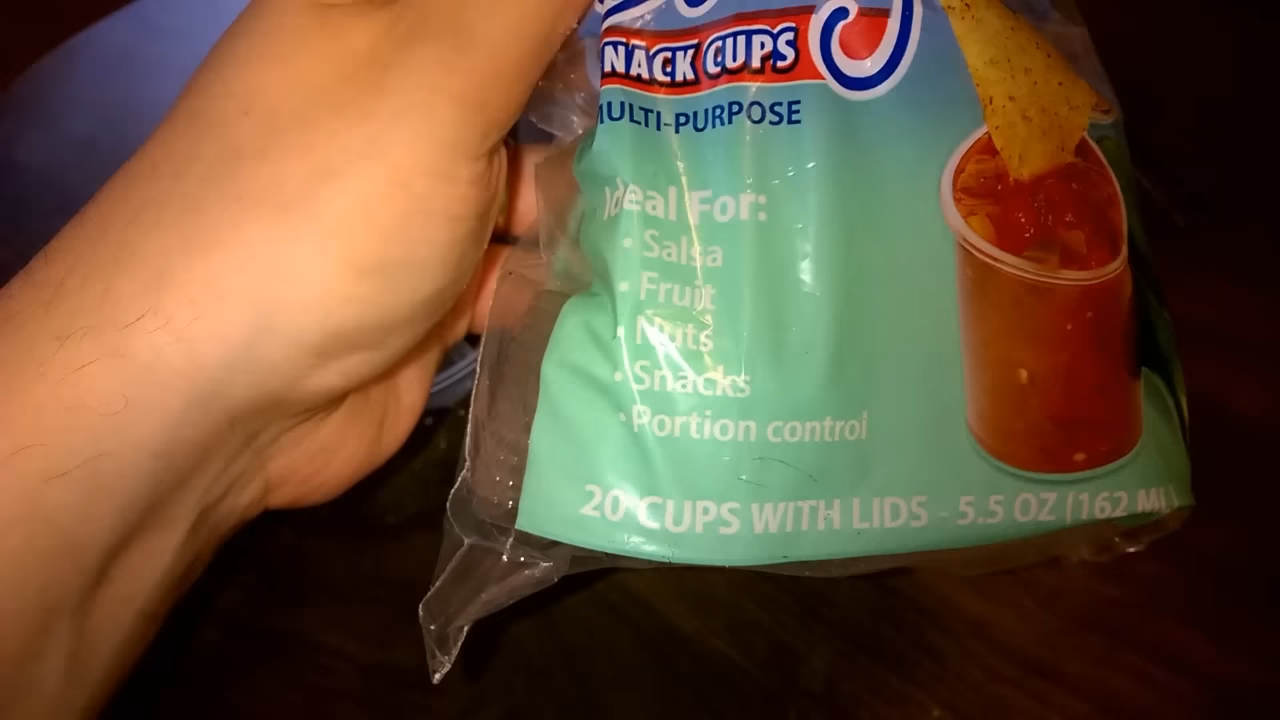 SNACK CUPS
MULTI-PURPOSE
Ideal For:
• Salsa
• Fruit
• Nuts
• Snacks
• Portion control
20 CUPS WITH LIDS - 5.5 OZ (162 ML)